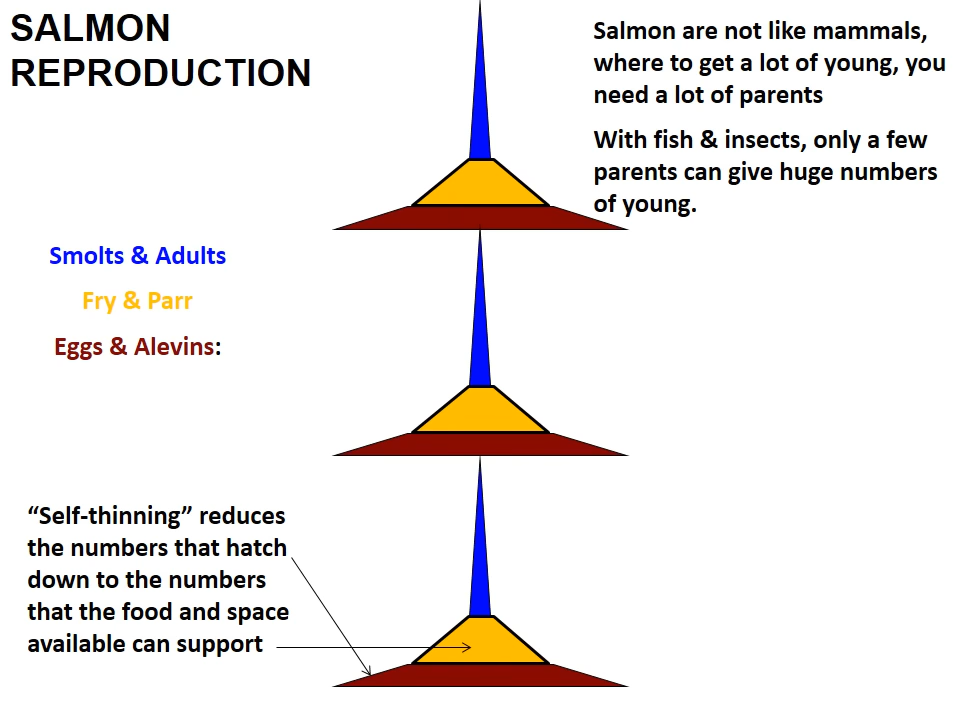 SALMON
REPRODUCTION
Salmon are not like mammals,
where to get a lot of young, you
need a lot of parents
With fish & insects, only a few
parents can give huge numbers
of young.
Smolts & Adults
Fry & Parr
Eggs & Alevins:
“Self-thinning” reduces
the numbers that hatch
down to the numbers
that the food and space
available can support